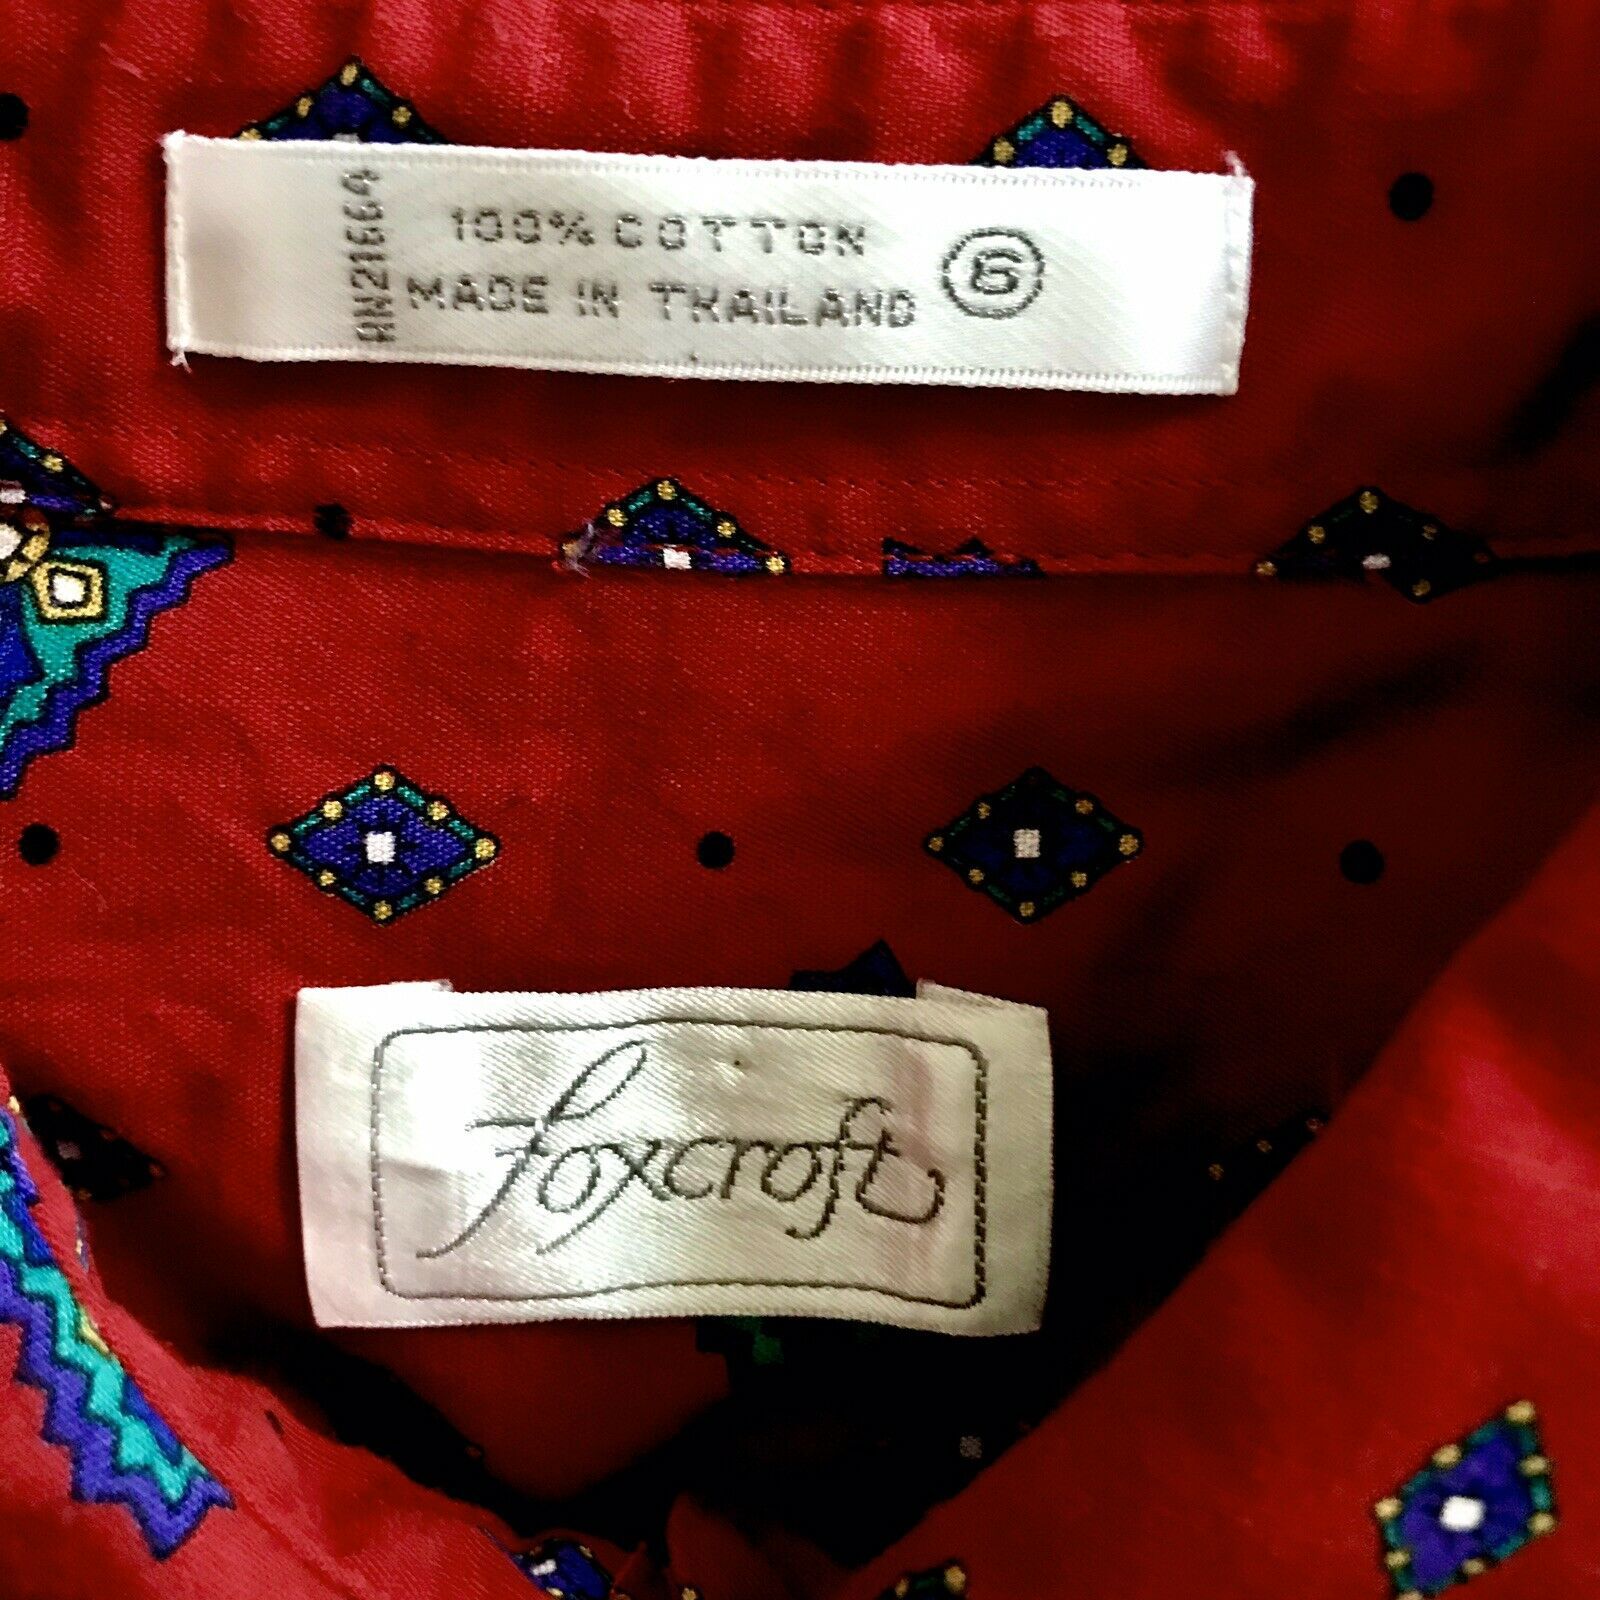 RN21664
100% COTTON
MADE IN THAILAND
6
foxcroft